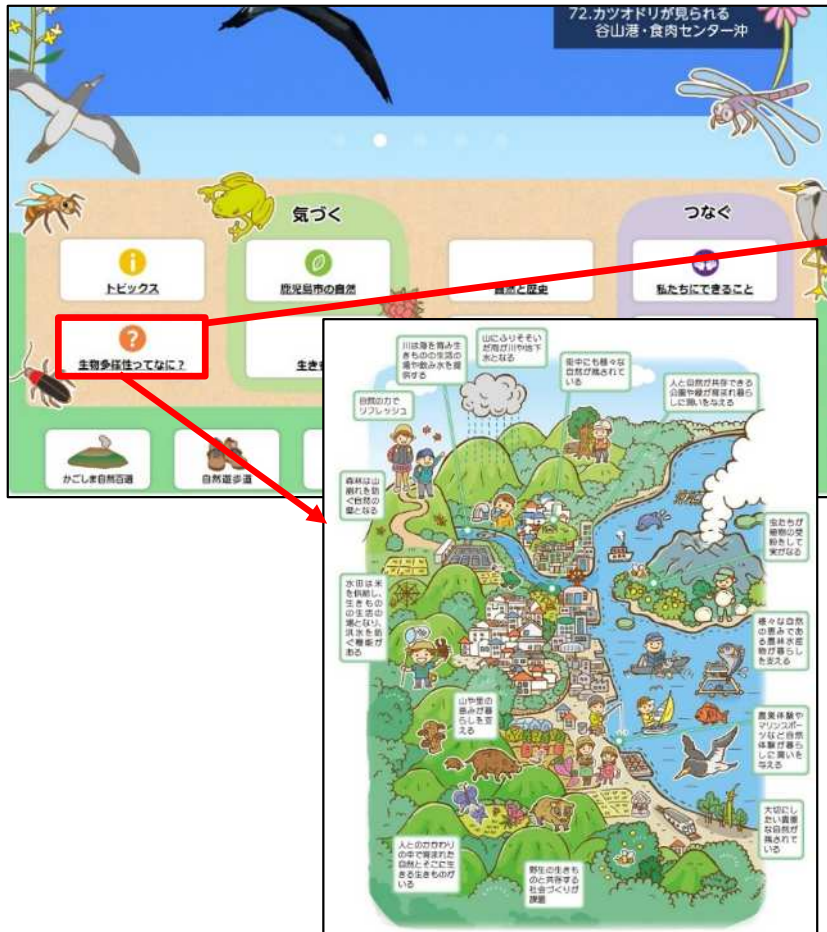 72.カツオドリが見られる
谷山港・食肉センター沖
気づく
つなぐ
トピックス
鹿児島市の自然
自然と歴史
私たちにできること
生物多様性ってなに？
生き
かごしま自然百選
自然遊歩道
川は海を育み生
きものの生活の
場や飲み水を提
供する
山にふりそそい
だ雨が川や地下
水となる
街中にも様々な
自然が残されて
いる
人と自然が共存できる
公園や緑が育まれ暮ら
しに潤いを与える
自然の力で
リフレッシュ
森林は山
崩れを防
ぐ自然の
壁となる
虫たちが
植物の受
粉をして
実がなる
水田は米
を供給し、
生きもの
の生活の
場となり、
洪水を防
ぐ機能が
ある
様々な自然
の恵みであ
る農林水産
物が暮らし
を支える
山や里の
恵みが暮
らしを支
える
農業体験や
マリンスポー
ツなど自然
体験が暮ら
しに潤いを
与える
大切にし
たい貴重
な自然が
残されて
いる
人とのかかわり
の中で育まれた
自然とそこに生
きる生きものが
いる
野生の生きも
のと共存する
社会づくりが
課題